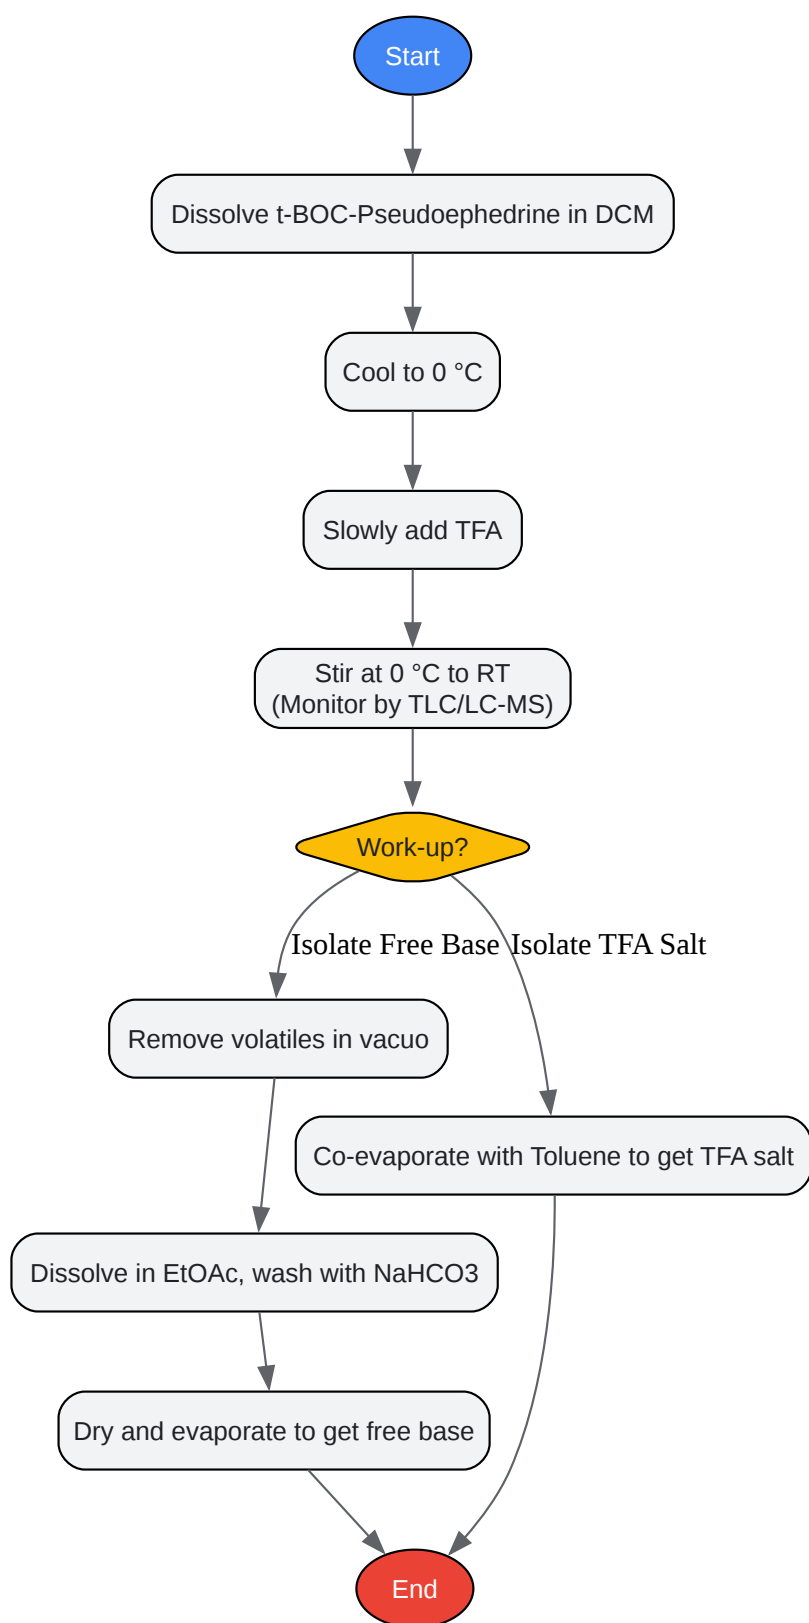 Start
Dissolve t-BOC-Pseudoephedrine in DCM
Cool to 0 °C
Slowly add TFA
Stir at 0 °C to RT
(Monitor by TLC/LC-MS)
Work-up?
Isolate Free Base
Isolate TFA Salt
Remove volatiles in vacuo
Co-evaporate with Toluene to get TFA salt
Dissolve in EtOAc, wash with NaHCO3
Dry and evaporate to get free base
End